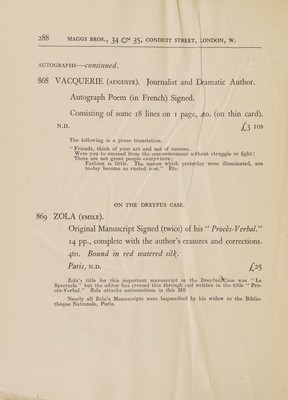 288 MAGGS BROS., 34 & 35, CONDUIT STREET, LONDON, W.
AUTOGRAPHS—continued.
868 VACQUERIE (AUGUSTE). Journalist and Dramatic Author.
Autograph Poem (in French) Signed.
Consisting of some 18 lines on 1 page, 4to. (on thin card).
N.D. £3 10s
The following is a prose translation.
"Friends, think of your art and not of success.
Were you to succeed from the commencement without struggle or fight!
There are not great people everywhere;
Fashion is little. The names which yesterday were illuminated, are
to-day become as rusted iron." Etc.
ON THE DREYFUS CASE.
869 ZOLA (EMILE).
Original Manuscript Signed (twice) of his "Procès-Verbal."
14 pp., complete with the author's erasures and corrections.
4to. Bound in red watered silk.
Paris, N.D. £25
Zola's title for this important manuscript on the Dreyfus Case was "Le
Spectacle" but the editor has crossed this through and written in the title "Pro-
cès-Verbal." Zola attacks antisemitism in this MS.
Nearly all Zola's Manuscripts were bequeathed by his widow to the Biblio-
thèque Nationale, Paris.